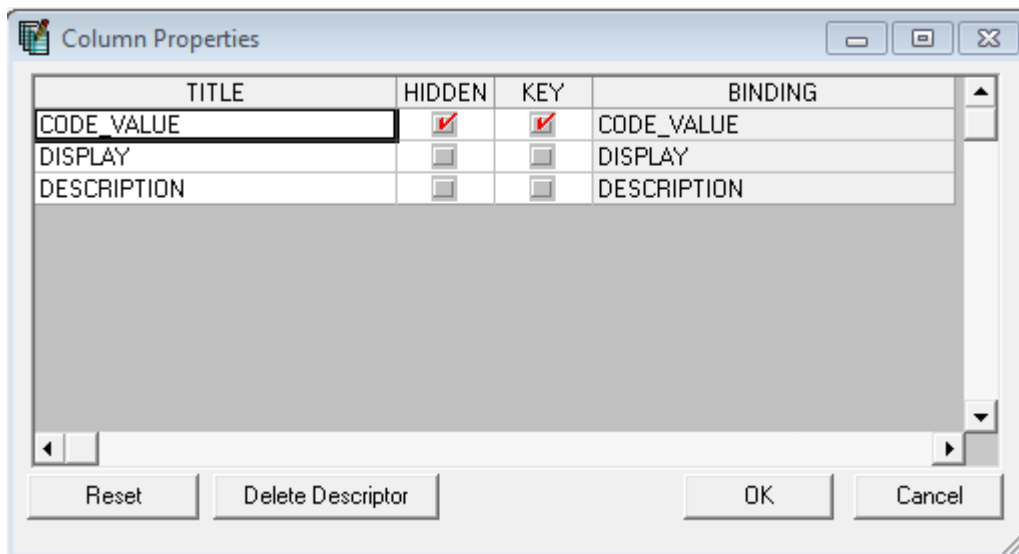 Column Properties
TITLE HIDDEN KEY BINDING
CODE_VALUE CODE_VALUE
DISPLAY DISPLAY
DESCRIPTION DESCRIPTION
Reset Delete Descriptor OK Cancel